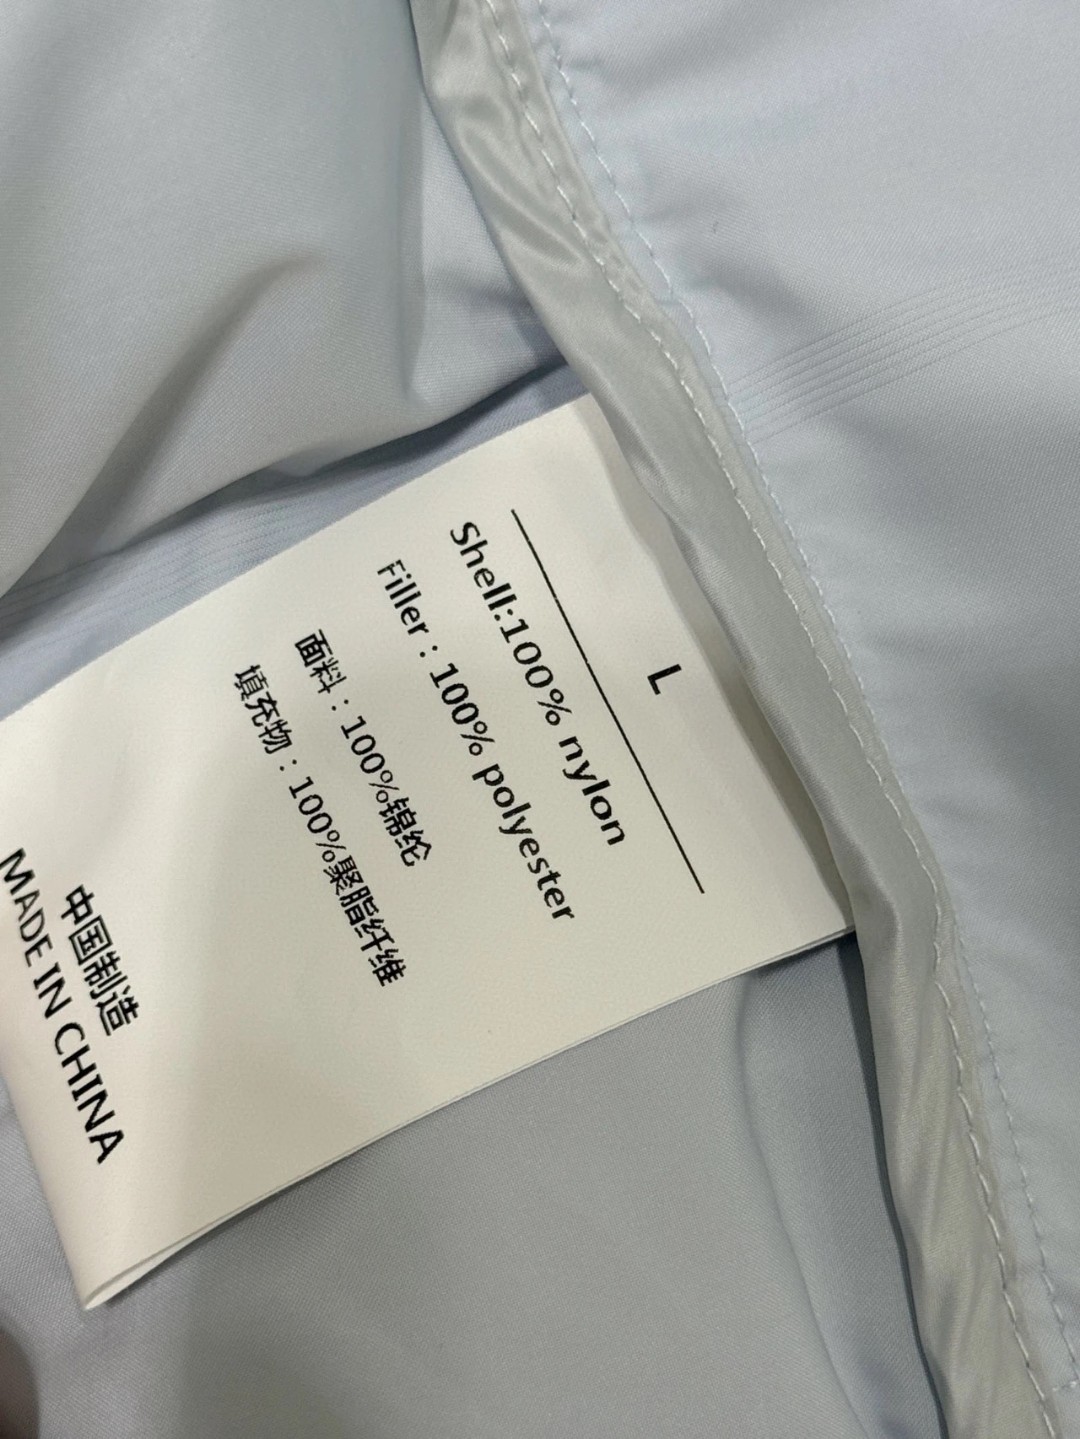 L
Shell:100% nylon
Filler：100% polyester
面料：100%锦纶
填充物：100%聚脂纤维
中国制造
MADE IN CHINA